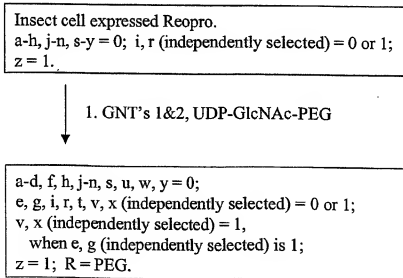 Insect cell expressed Reopro.
a-h, j-n, s-y = 0; i, r (independently selected) = 0 or 1;
z = 1.
1. GNT's 1&2, UDP-GlcNAc-PEG
a-d, f, h, j-n, s, u, w, y = 0;
e, g, i, r, t, v, x (independently selected) = 0 or 1;
v, x (independently selected) = 1,
when e, g (independently selected) is 1;
z = 1; R = PEG.